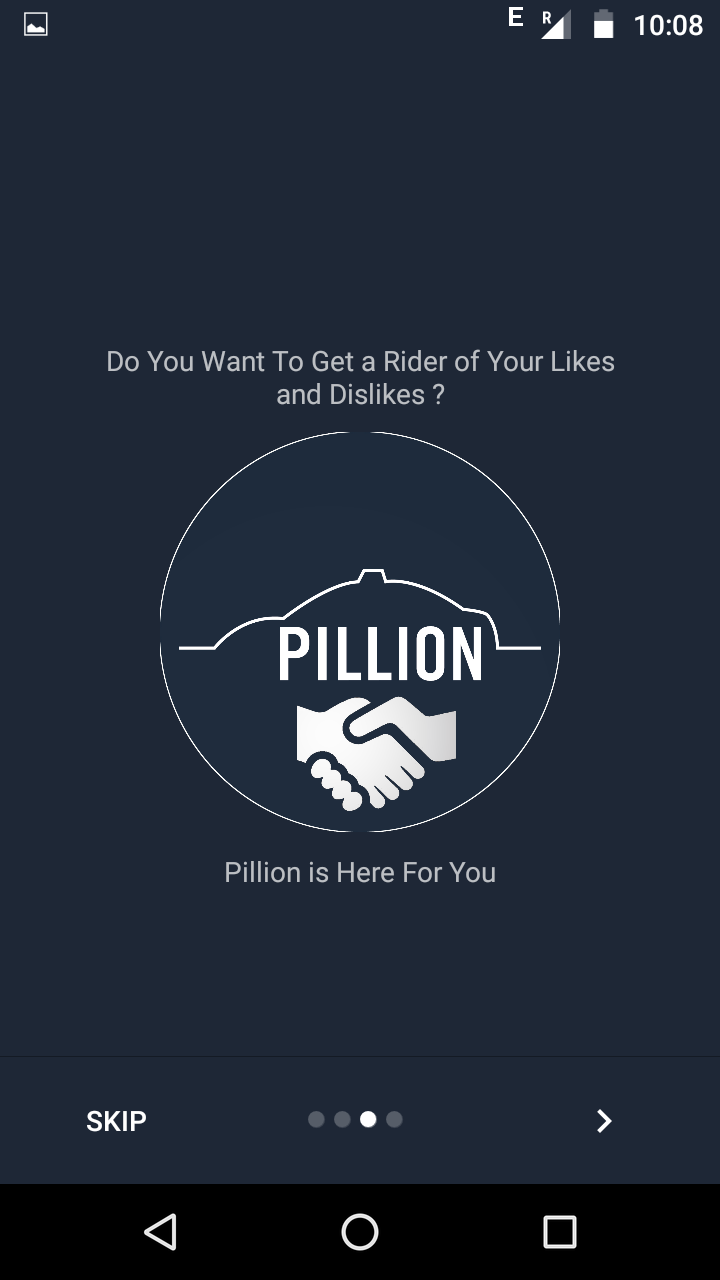 E R 10:08
Do You Want To Get a Rider of Your Likes
and Dislikes ?
PILLION
Pillion is Here For You
SKIP